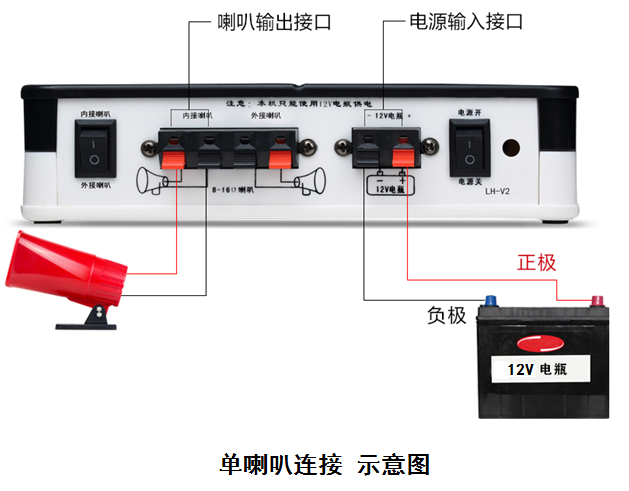 喇叭输出接口
电源输入接口
注意：本机只能使用12V电瓶供电
内接喇叭
内接喇叭
外接喇叭
- 12V电瓶 +
电源开
外接喇叭
8-16Ω喇叭
- +
12V电瓶
电源关
LH-V2
正极
负极
12V 电瓶
单喇叭连接 示意图